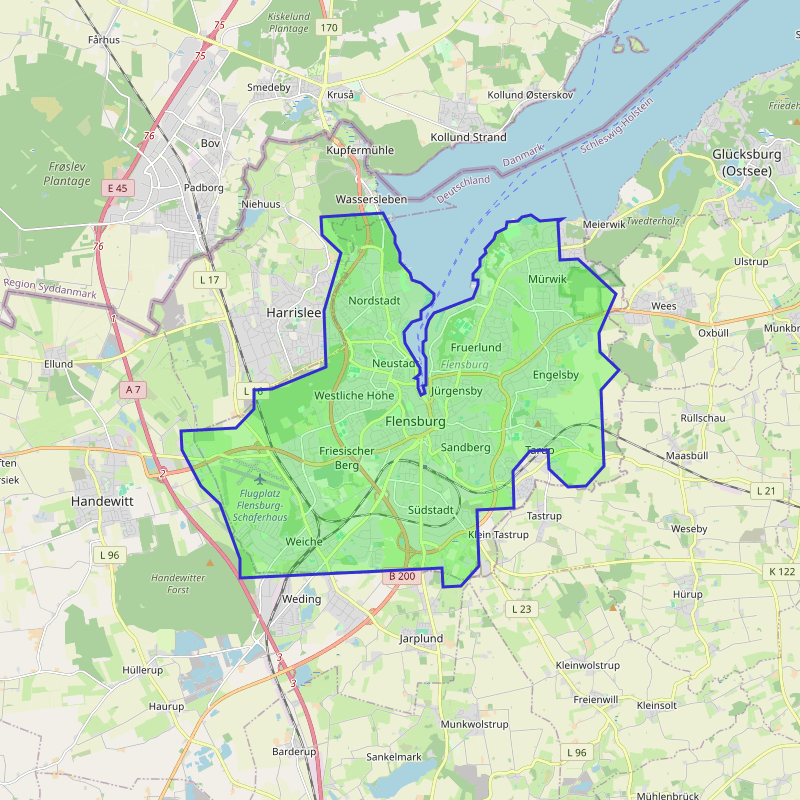 Kiskelund
Plantage
75
170
Fårhus
75
Smedeby
Kruså
Kollund Østerskov
76
Bov
Kollund Strand
Kupfermühle
Danmark
Schleswig-Holstein
Glücksburg
(Ostsee)
Frøslev
Plantage
E 45
Padborg
Deutschland
Wassersleben
Niehuus
Twedterholz
Meierwik
76
Ulstrup
L 17
Mürwik
Region Syddanmark
Nordstadt
Wees
Harrislee
1
Oxbüll
Fruerlund
Neustadt
Flensburg
Ellund
Engelsby
A 7
Jürgensby
Westliche Höhe
Flensburg
Rüllschau
Sandberg
Friesischer
Berg
Tarup
Maasbüll
2
Flugplatz
Flensburg-
Schäferhaus
L 21
Handewitt
Südstadt
Tastrup
Weseby
Klein Tastrup
Weiche
L 96
K 122
Handewitter
Forst
B 200
Hürup
Weding
L 23
Jarplund
3
Kleinwolstrup
Hüllerup
3
Freienwill
Kleinsolt
Haurup
Munkwolstrup
Barderup
Sankelmark
L 96
Mühlenbrück